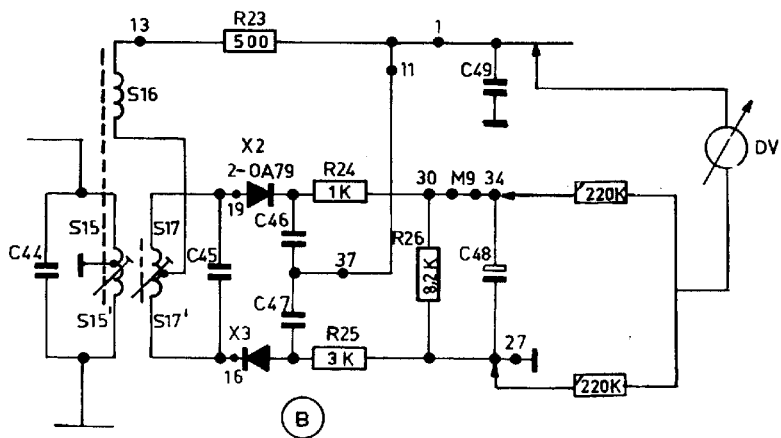 13
R23
500
1
11
C49
S16
DV
X2
2-OA79
R24
1K
30
M9
34
220K
19
S15
S17
C44
C45
C46
R26
8,2K
C48
37
C47
S15'
S17'
X3
R25
3K
27
16
220K
B